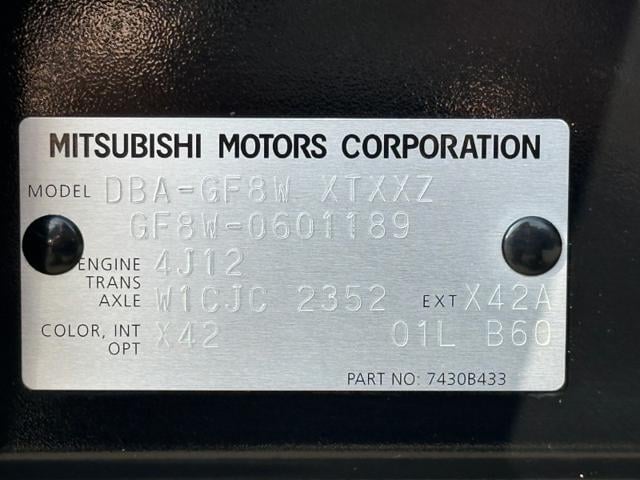 MITSUBISHI MOTORS CORPORATION
MODEL DBA-GF8W XTXXZ
GF8W-0601189
ENGINE 4J12
TRANS
AXLE W1CJC 2352 EXT X42A
COLOR, INT X42 01L B60
OPT
PART NO: 7430B433